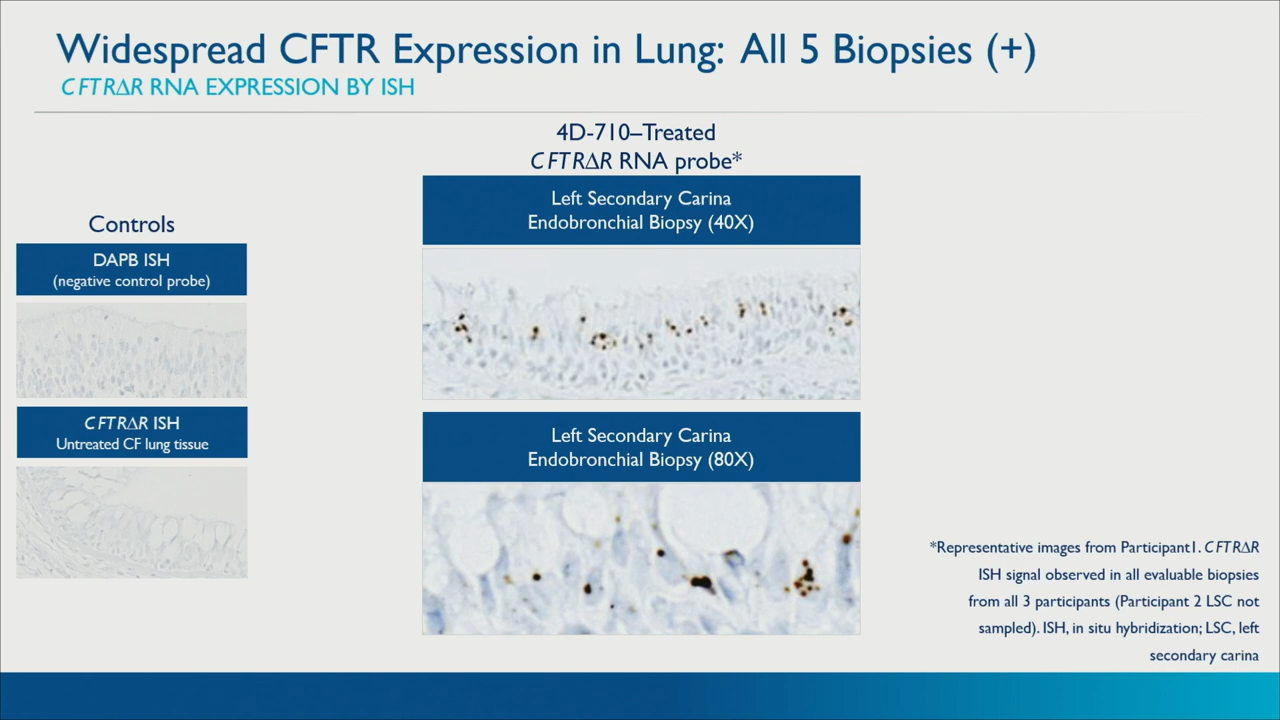 Widespread CFTR Expression in Lung: All 5 Biopsies (+)
CFTRΔR RNA EXPRESSION BY ISH
4D-710–Treated
CFTRΔR RNA probe*
Left Secondary Carina
Endobronchial Biopsy (40X)
Controls
DAPB ISH
(negative control probe)
CFTRΔR ISH
Untreated CF lung tissue
Left Secondary Carina
Endobronchial Biopsy (80X)
*Representative images from Participant1. CFTRΔR
ISH signal observed in all evaluable biopsies
from all 3 participants (Participant 2 LSC not
sampled). ISH, in situ hybridization; LSC, left
secondary carina